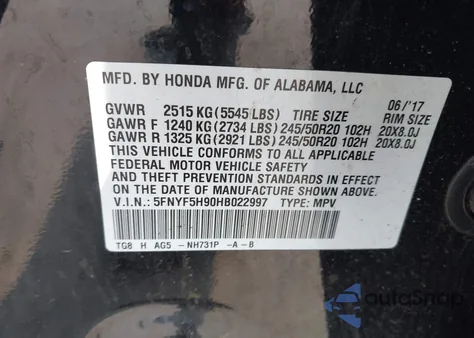 MFD. BY HONDA MFG. OF ALABAMA, LLC
06/'17
GVWR 2515 KG (5545 LBS) TIRE SIZE RIM SIZE
GAWR F 1240 KG (2734 LBS) 245/50R20 102H 20X8.0J
GAWR R 1325 KG (2921 LBS) 245/50R20 102H 20X8.0J
THIS VEHICLE CONFORMS TO ALL APPLICABLE
FEDERAL MOTOR VEHICLE SAFETY
STANDARDS IN EFFECT ON THE DATE OF
MANUFACTURE SHOWN ABOVE.
V.I.N.: 5FNYF5H90HB022997 TYPE: MPV
TG8 H AG5 -NH731P -A-B
autoSnap